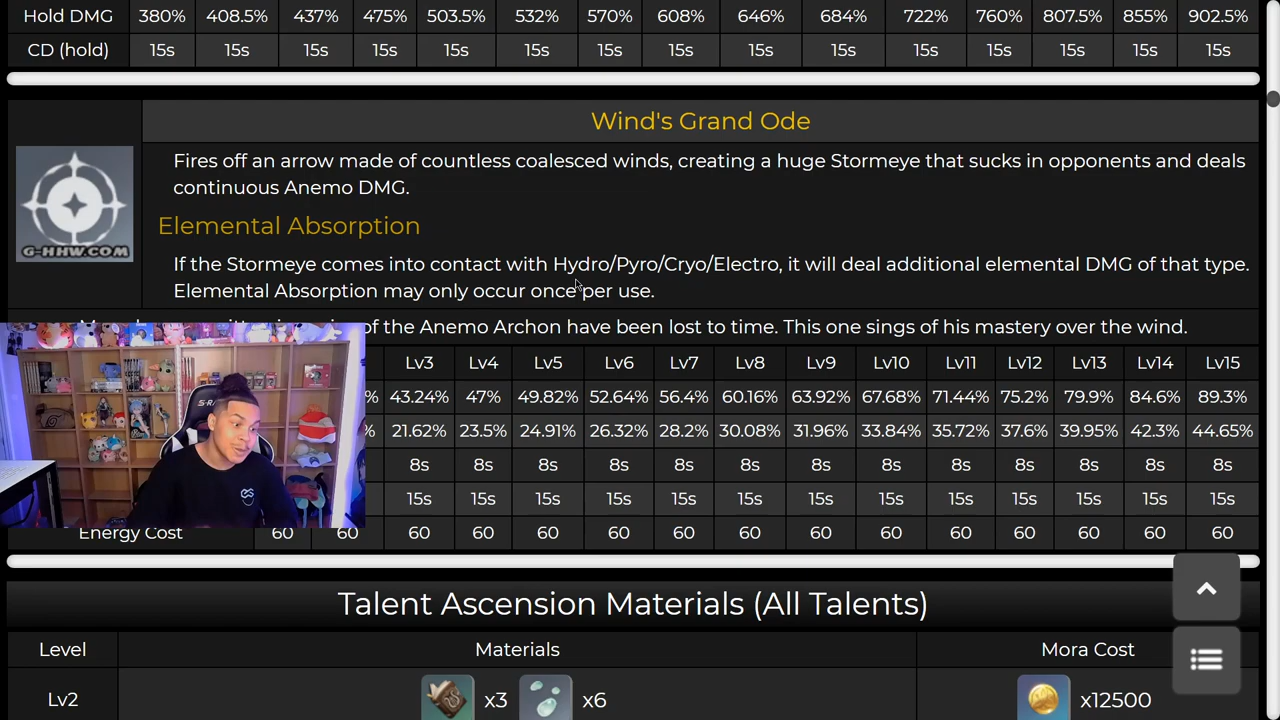 Hold DMG 380% 408.5% 437% 475% 503.5% 532% 570% 608% 646% 684% 722% 760% 807.5% 855% 902.5%
CD (hold) 15s 15s 15s 15s 15s 15s 15s 15s 15s 15s 15s 15s 15s 15s 15s
Wind's Grand Ode
Fires off an arrow made of countless coalesced winds, creating a huge Stormeye that sucks in opponents and deals
continuous Anemo DMG.
G-HHW.COM
Elemental Absorption
If the Stormeye comes into contact with Hydro/Pyro/Cryo/Electro, it will deal additional elemental DMG of that type.
Elemental Absorption may only occur once per use.
of the Anemo Archon have been lost to time. This one sings of his mastery over the wind.
Lv3 Lv4 Lv5 Lv6 Lv7 Lv8 Lv9 Lv10 Lv11 Lv12 Lv13 Lv14 Lv15
% 43.24% 47% 49.82% 52.64% 56.4% 60.16% 63.92% 67.68% 71.44% 75.2% 79.9% 84.6% 89.3%
% 21.62% 23.5% 24.91% 26.32% 28.2% 30.08% 31.96% 33.84% 35.72% 37.6% 39.95% 42.3% 44.65%
8s 8s 8s 8s 8s 8s 8s 8s 8s 8s 8s 8s 8s
15s 15s 15s 15s 15s 15s 15s 15s 15s 15s 15s 15s 15s
Energy Cost 60 60 60 60 60 60 60 60 60 60 60 60 60 60 60
Talent Ascension Materials (All Talents)
Level Materials Mora Cost
Lv2 x3 x6 x12500